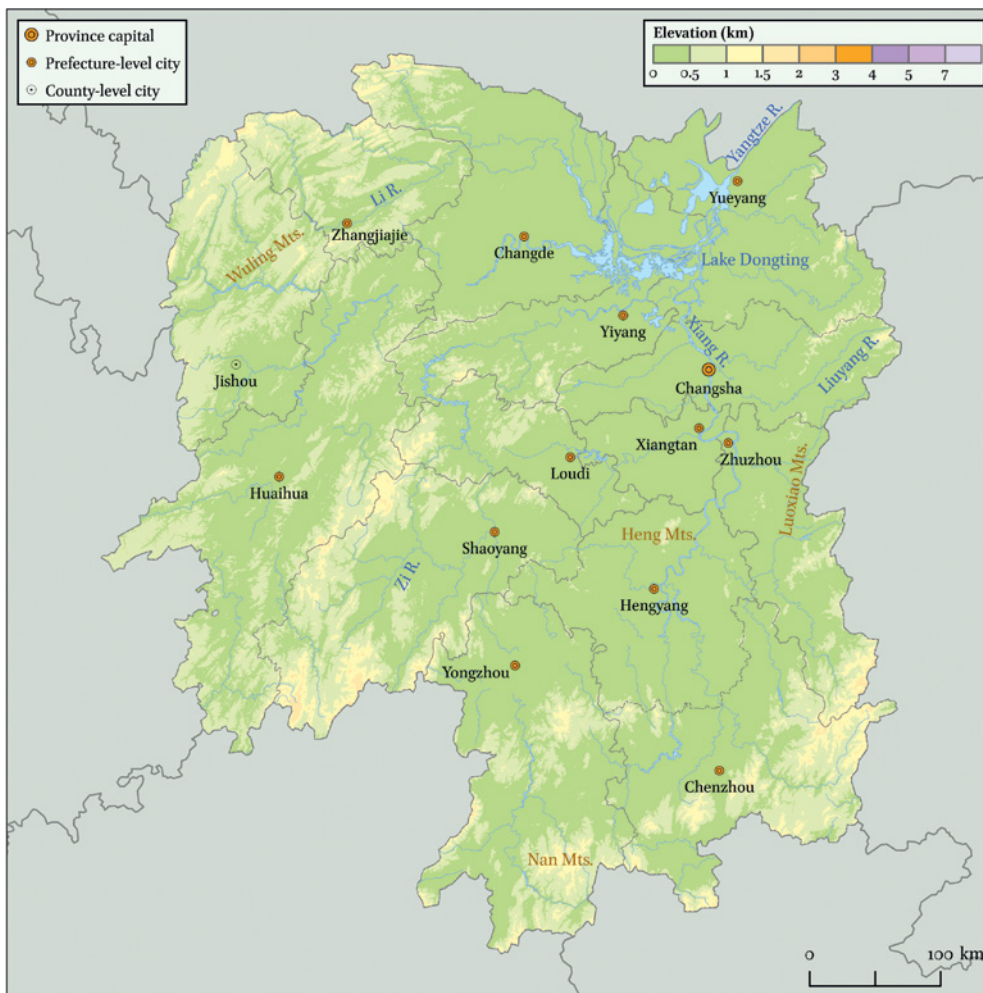 Province capital
Prefecture-level city
County-level city
Elevation (km)
0 0.5 1 1.5 2 3 4 5 7
Yangtze R.
Yueyang
Li R.
Zhangjiajie
Wuling Mts.
Changde
Lake Dongting
Yiyang
Xiang R.
Liuyang R.
Jishou
Changsha
Xiangtan
Zhuzhou
Loudi
Luoxiao Mts.
Huaihua
Heng Mts.
Shaoyang
Zi R.
Hengyang
Yongzhou
Chenzhou
Nan Mts.
0 100 km